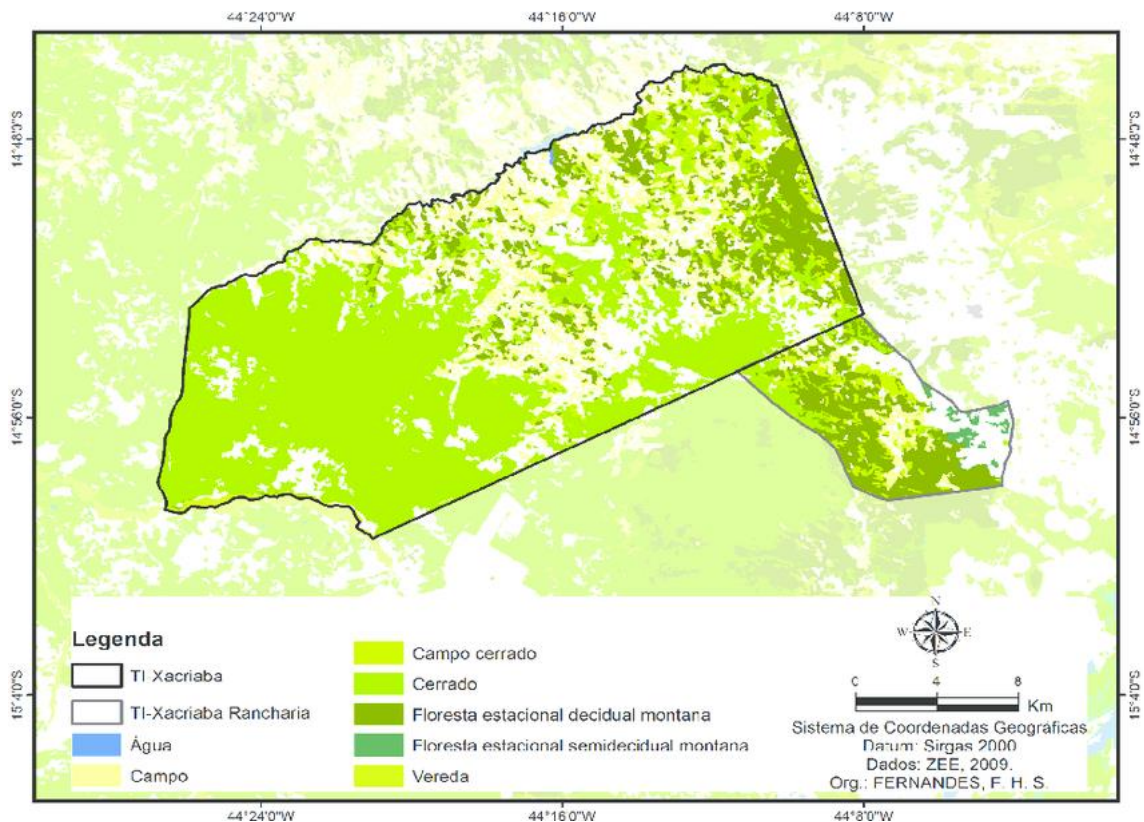 44°24'0"W 44°16'0"W 44°8'0"W
14°48'0"S 14°48'0"S
14°56'0"S 14°56'0"S
15°4'0"S 15°4'0"S
Legenda
TI-Xacriaba
TI-Xacriaba Rancharia
Água
Campo
Campo cerrado
Cerrado
Floresta estacional decidual montana
Floresta estacional semidecidual montana
Vereda
N
W E
S
0 4 8
Km
Sistema de Coordenadas Geográficas
Datum: Sirgas 2000
Dados: ZEE, 2009.
Org.: FERNANDES, F. H. S.
44°24'0"W 44°16'0"W 44°8'0"W